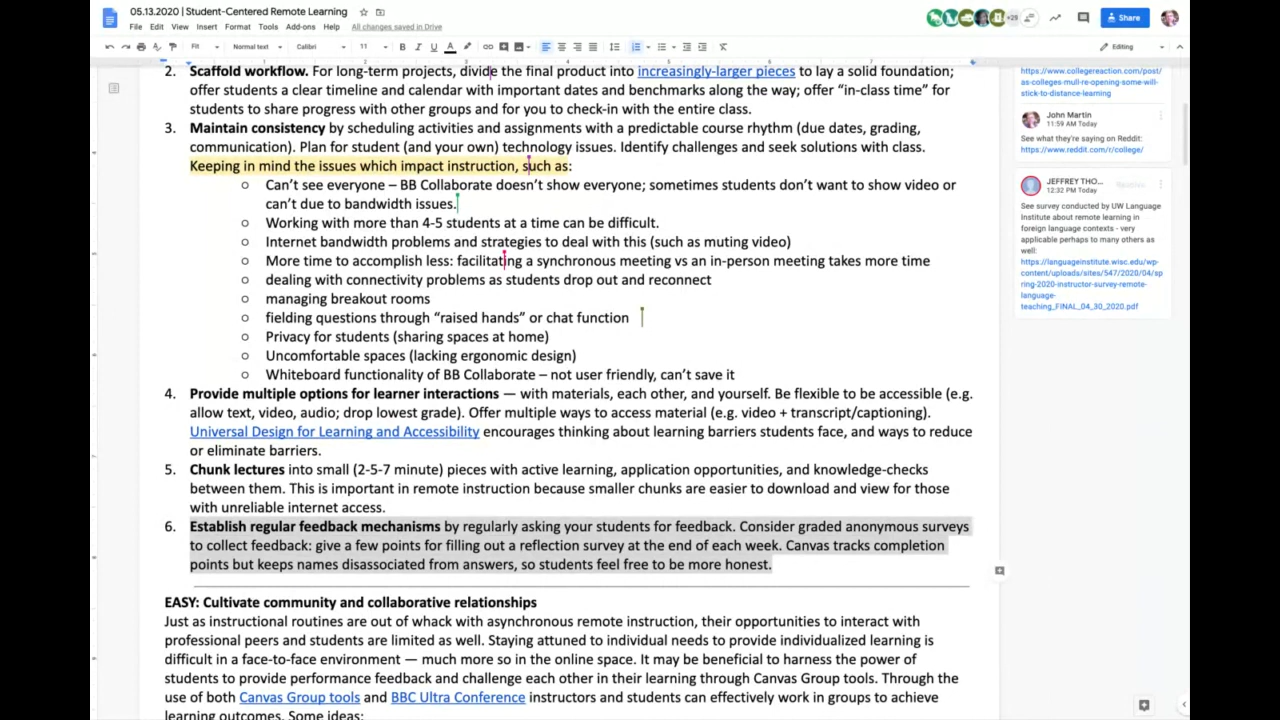 05.13.2020 | Student-Centered Remote Learning
File Edit View Insert Format Tools Add-ons Help All changes saved in Drive
+29
Share
Fit Normal text Calibri 11 B I U A Editing
1 2 3 4 5 6 7
2. Scaffold workflow. For long-term projects, divide the final product into increasingly-larger pieces to lay a solid foundation;
offer students a clear timeline or calendar with important dates and benchmarks along the way; offer “in-class time” for
students to share progress with other groups and for you to check-in with the entire class.
3. Maintain consistency by scheduling activities and assignments with a predictable course rhythm (due dates, grading,
communication). Plan for student (and your own) technology issues. Identify challenges and seek solutions with class.
Keeping in mind the issues which impact instruction, such as:
o Can’t see everyone – BB Collaborate doesn’t show everyone; sometimes students don’t want to show video or
can’t due to bandwidth issues.
o Working with more than 4-5 students at a time can be difficult.
o Internet bandwidth problems and strategies to deal with this (such as muting video)
o More time to accomplish less: facilitating a synchronous meeting vs an in-person meeting takes more time
o dealing with connectivity problems as students drop out and reconnect
o managing breakout rooms
o fielding questions through “raised hands” or chat function
o Privacy for students (sharing spaces at home)
o Uncomfortable spaces (lacking ergonomic design)
o Whiteboard functionality of BB Collaborate – not user friendly, can’t save it
4. Provide multiple options for learner interactions — with materials, each other, and yourself. Be flexible to be accessible (e.g.
allow text, video, audio; drop lowest grade). Offer multiple ways to access material (e.g. video + transcript/captioning).
Universal Design for Learning and Accessibility encourages thinking about learning barriers students face, and ways to reduce
or eliminate barriers.
5. Chunk lectures into small (2-5-7 minute) pieces with active learning, application opportunities, and knowledge-checks
between them. This is important in remote instruction because smaller chunks are easier to download and view for those
with unreliable internet access.
6. Establish regular feedback mechanisms by regularly asking your students for feedback. Consider graded anonymous surveys
to collect feedback: give a few points for filling out a reflection survey at the end of each week. Canvas tracks completion
points but keeps names disassociated from answers, so students feel free to be more honest.
EASY: Cultivate community and collaborative relationships
Just as instructional routines are out of whack with asynchronous remote instruction, their opportunities to interact with
professional peers and students are limited as well. Staying attuned to individual needs to provide individualized learning is
difficult in a face-to-face environment — much more so in the online space. It may be beneficial to harness the power of
students to provide performance feedback and challenge each other in their learning through Canvas Group tools. Through the
use of both Canvas Group tools and BBC Ultra Conference instructors and students can effectively work in groups to achieve
learning outcomes. Some ideas:
https://www.collegereaction.com/post/
as-colleges-mull-re-opening-some-will-
stick-to-distance-learning
John Martin
11:59 AM Today
See what they're saying on Reddit:
https://www.reddit.com/r/college/
JEFFREY THO...
12:32 PM Today
Resolve
See survey conducted by UW Language
Institute about remote learning in
foreign language contexts - very
applicable perhaps to many others as
well:
https://languageinstitute.wisc.edu/wp-
content/uploads/sites/547/2020/04/sp
ring-2020-instructor-survey-remote-
language-
teaching_FINAL_04_30_2020.pdf